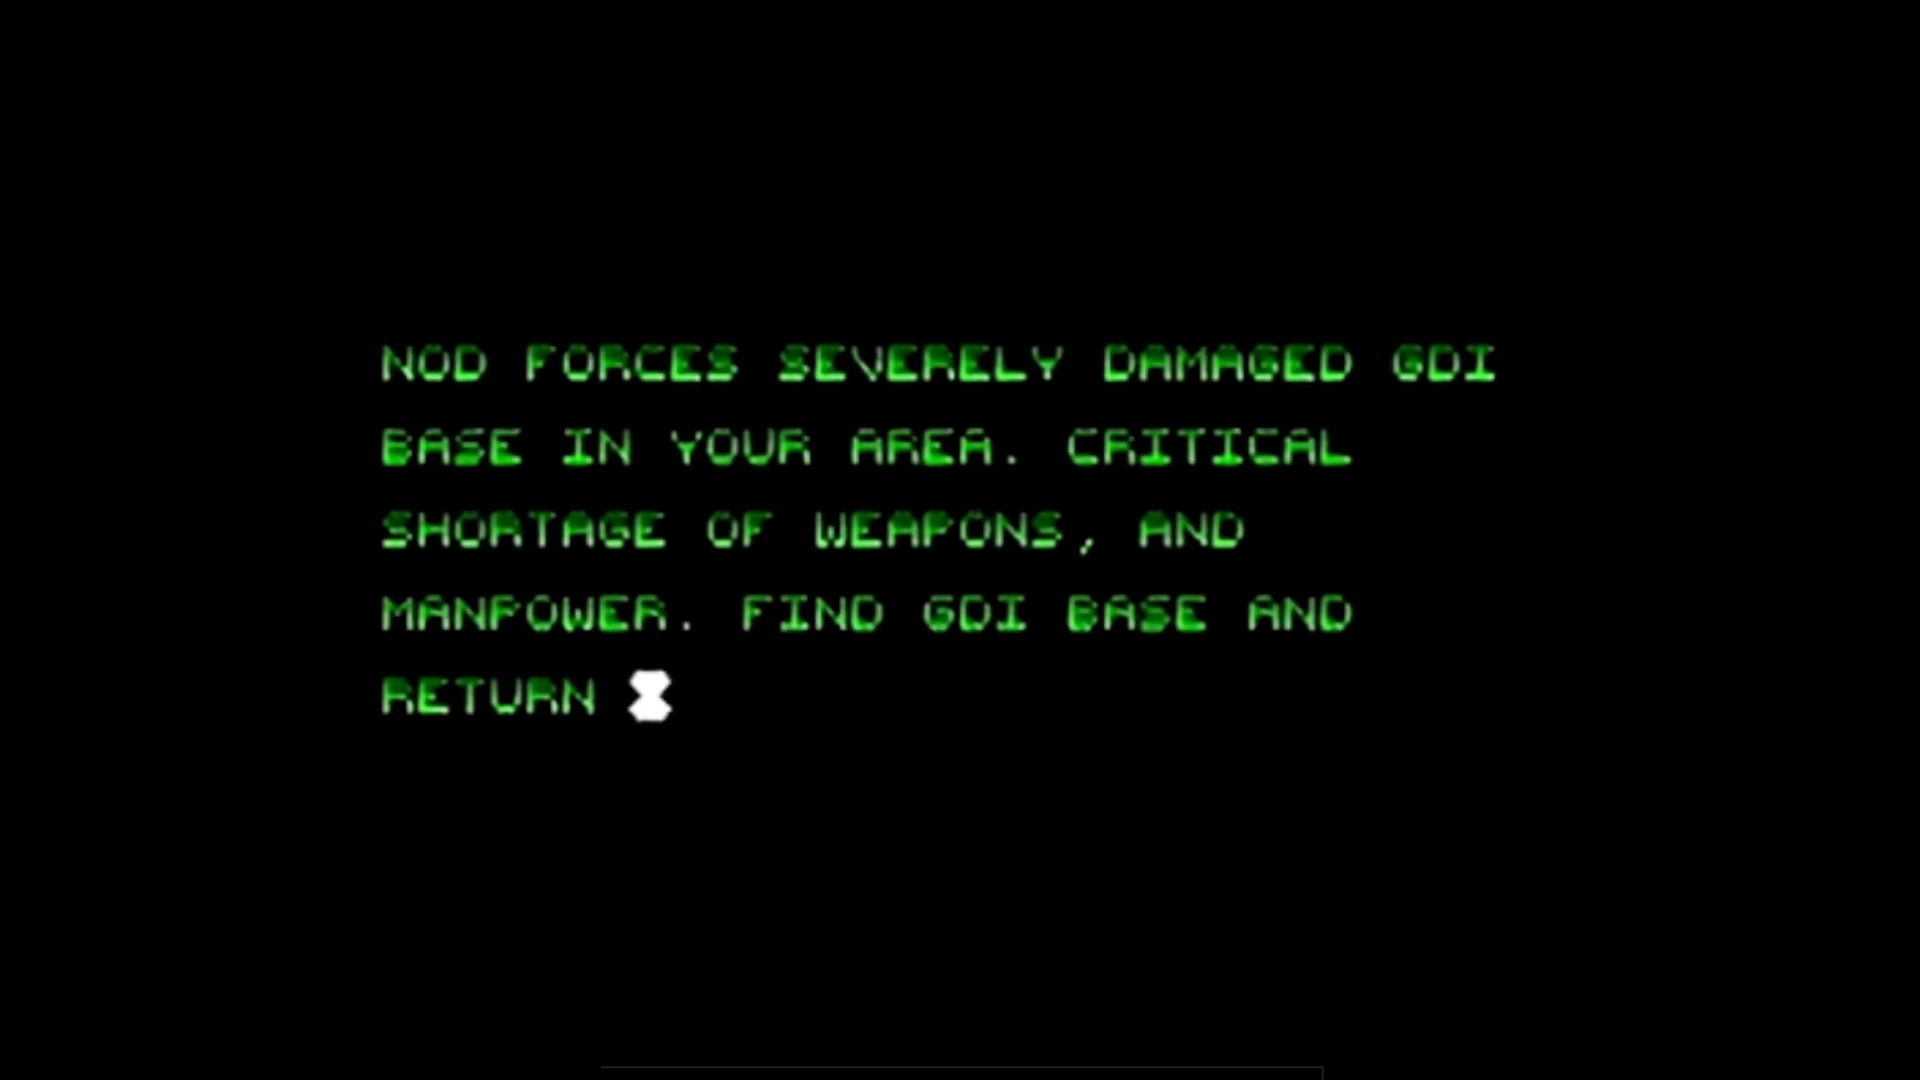 NOD FORCES SEVERELY DAMAGED GDI
BASE IN YOUR AREA. CRITICAL
SHORTAGE OF WEAPONS, AND
MANPOWER. FIND GDI BASE AND
RETURN